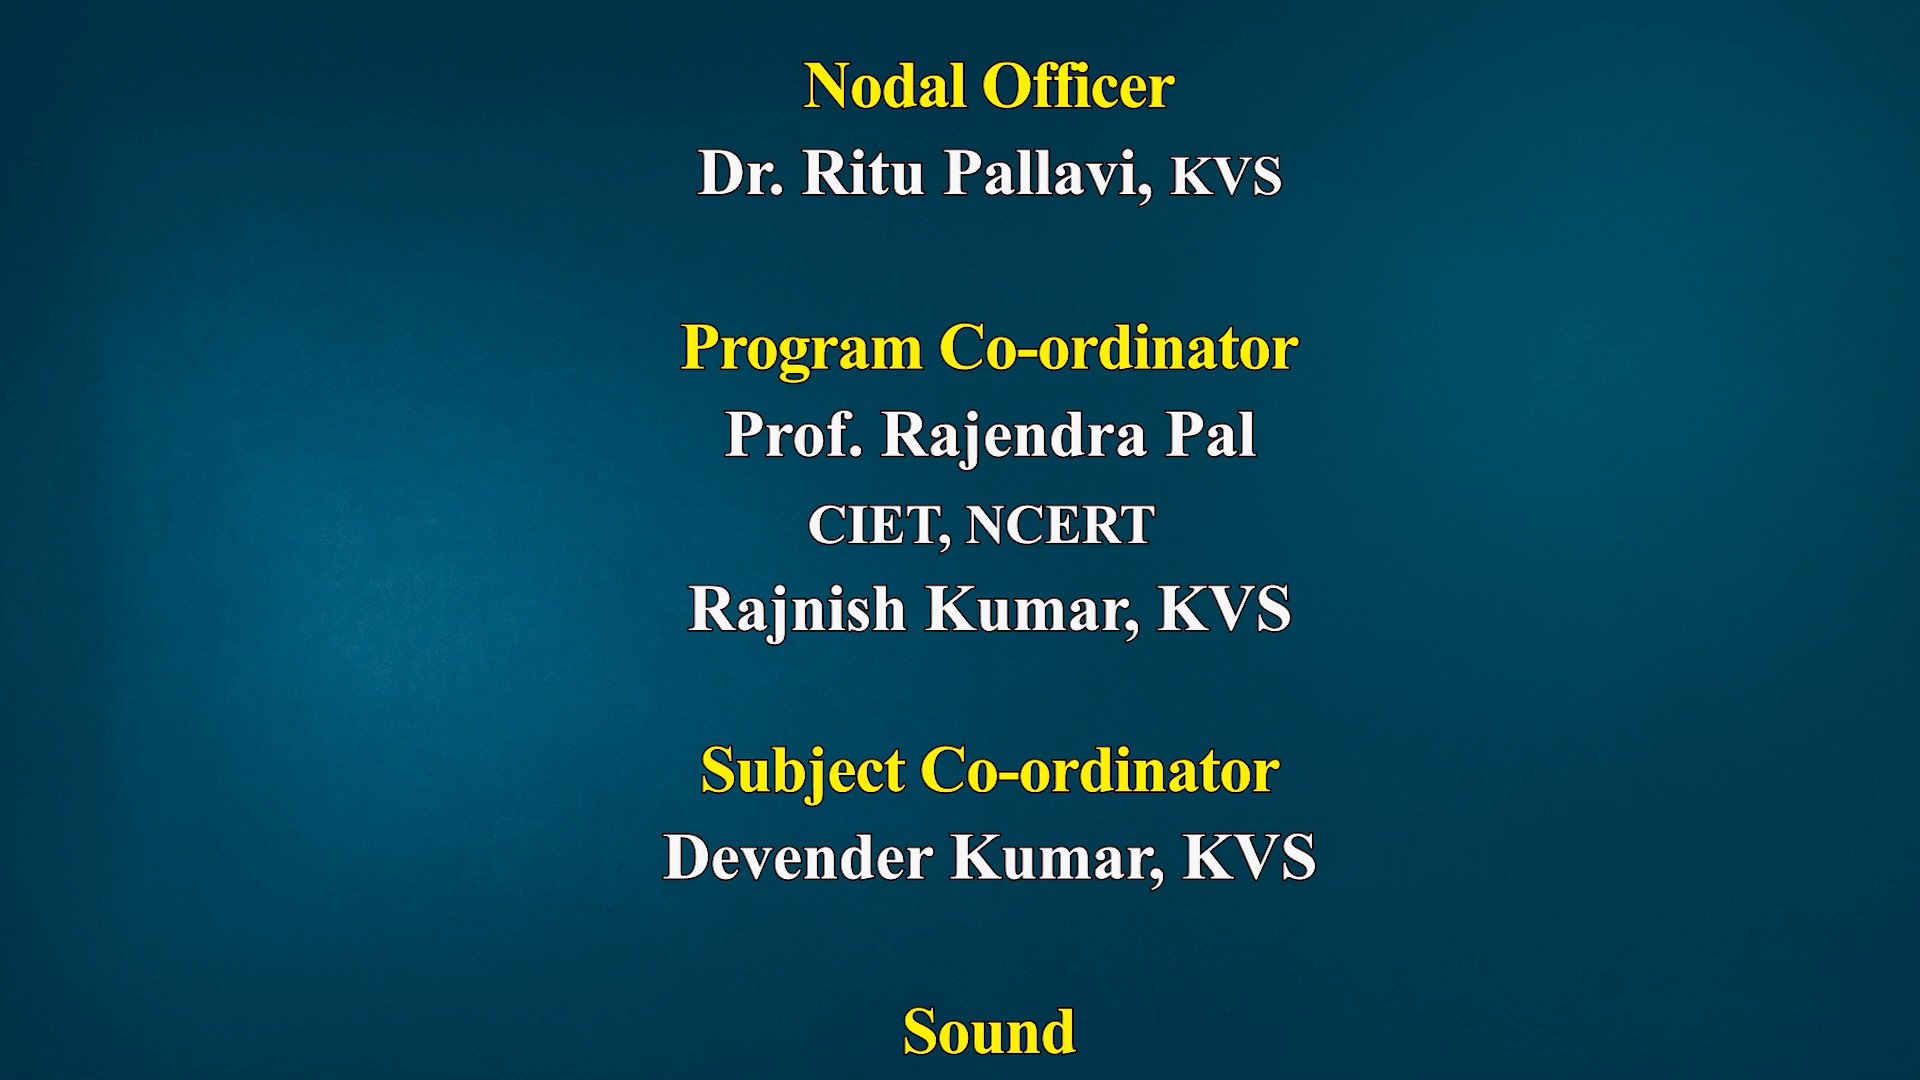 Nodal Officer
Dr. Ritu Pallavi, KVS
Program Co-ordinator
Prof. Rajendra Pal
CIET, NCERT
Rajnish Kumar, KVS
Subject Co-ordinator
Devender Kumar, KVS
Sound